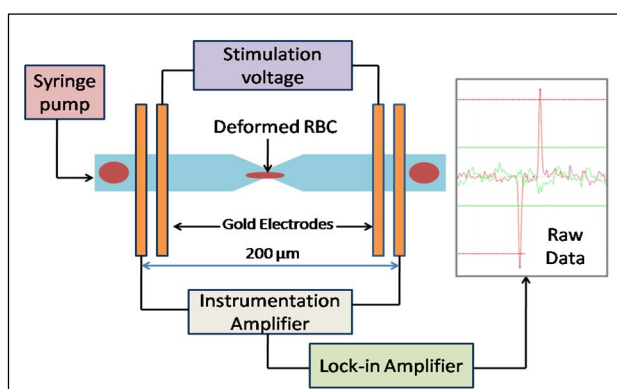 Stimulation
voltage
Syringe
pump
Deformed RBC
Gold Electrodes
200 µm
Raw
Data
Instrumentation
Amplifier
Lock-in Amplifier